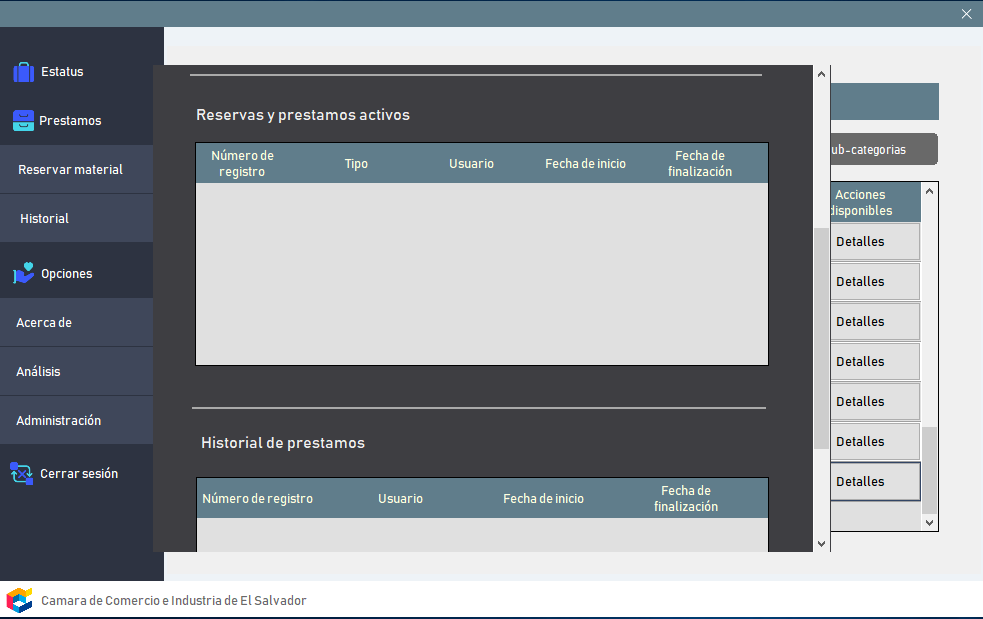 Estatus
Prestamos
Reservar material
Historial
Opciones
Acerca de
Análisis
Administración
Cerrar sesión
Reservas y prestamos activos
Número de
registro
Tipo
Usuario
Fecha de inicio
Fecha de
finalización
Historial de prestamos
Número de registro
Usuario
Fecha de inicio
Fecha de
finalización
ub-categorias
Acciones
disponibles
Detalles
Detalles
Detalles
Detalles
Detalles
Detalles
Detalles
Camara de Comercio e Industria de El Salvador